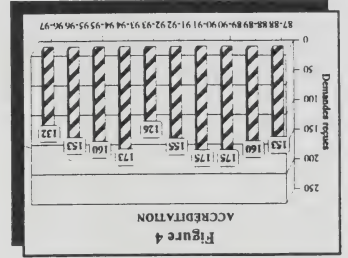 Figure 4
ACCRÉDITATION
Demandes reçues
250
200
150
100
50
0
153 160 175 175 155 126 173 160 153 132
87-88 88-89 89-90 90-91 91-92 92-93 93-94 94-95 95-96 96-97